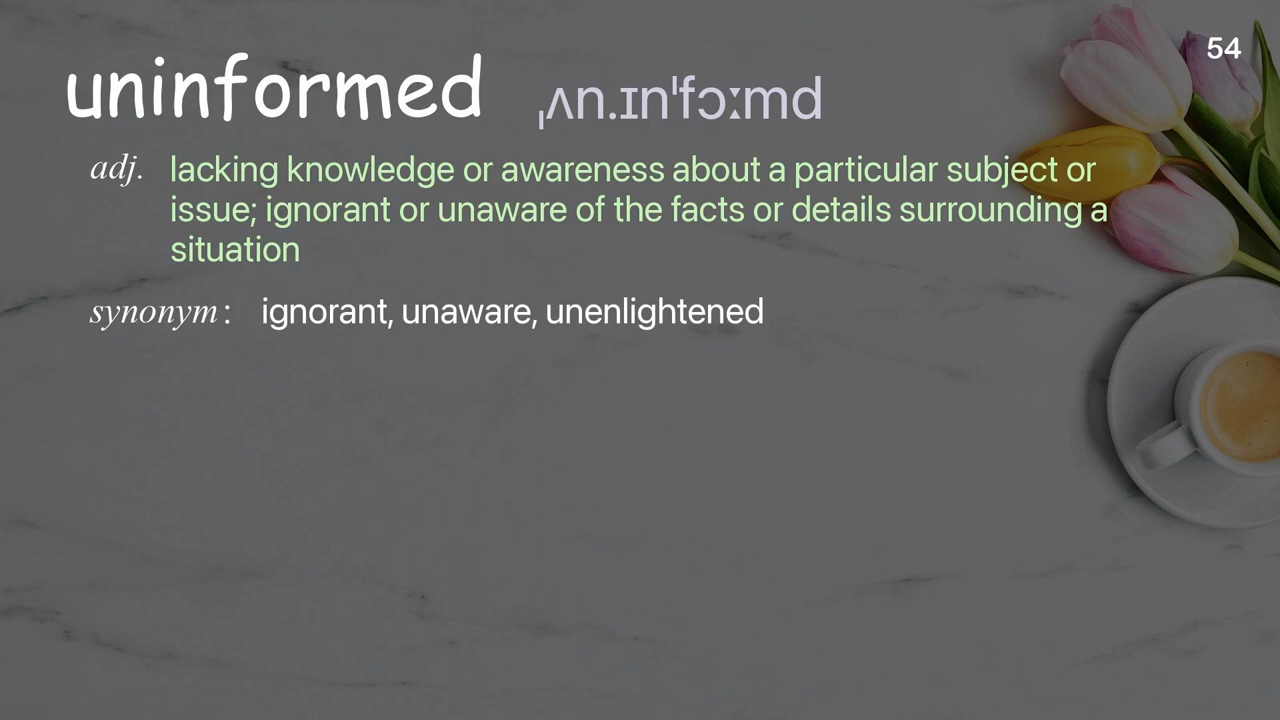 54
uninformed ˌʌn.ɪnˈfɔːmd
adj. lacking knowledge or awareness about a particular subject or
issue; ignorant or unaware of the facts or details surrounding a
situation
synonym: ignorant, unaware, unenlightened